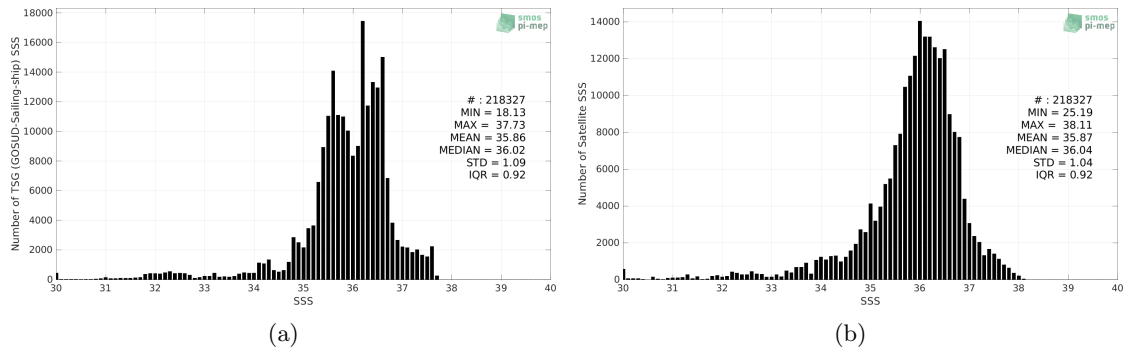 18000
16000
14000
12000
10000
8000
6000
4000
2000
0
30 31 32 33 34 35 36 37 38 39 40
SSS
Number of TSG (GOSUD-Sailing-ship) SSS
smos
pi-mep
# : 218327
MIN = 18.13
MAX = 37.73
MEAN = 35.86
MEDIAN = 36.02
STD = 1.09
IQR = 0.92
(a)
14000
12000
10000
8000
6000
4000
2000
0
30 31 32 33 34 35 36 37 38 39 40
SSS
Number of Satellite SSS
smos
pi-mep
# : 218327
MIN = 25.19
MAX = 38.11
MEAN = 35.87
MEDIAN = 36.04
STD = 1.04
IQR = 0.92
(b)